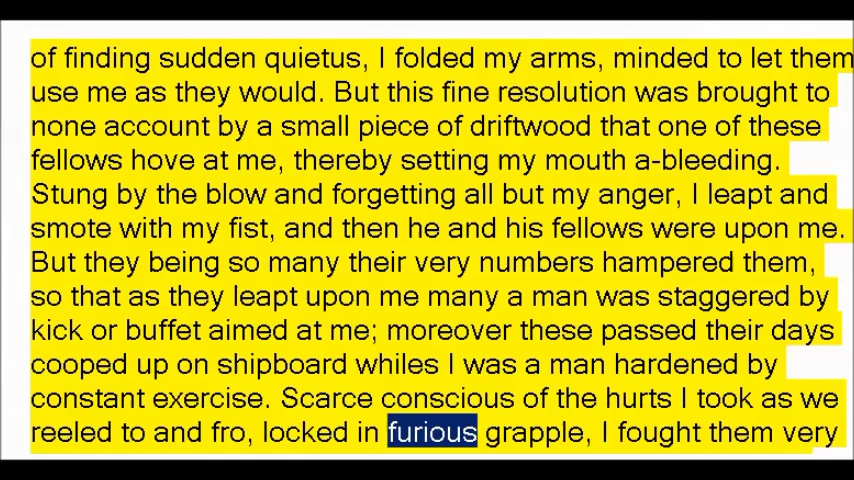 of finding sudden quietus, I folded my arms, minded to let them
use me as they would. But this fine resolution was brought to
none account by a small piece of driftwood that one of these
fellows hove at me, thereby setting my mouth a-bleeding.
Stung by the blow and forgetting all but my anger, I leapt and
smote with my fist, and then he and his fellows were upon me.
But they being so many their very numbers hampered them,
so that as they leapt upon me many a man was staggered by
kick or buffet aimed at me; moreover these passed their days
cooped up on shipboard whiles I was a man hardened by
constant exercise. Scarce conscious of the hurts I took as we
reeled to and fro, locked in furious grapple, I fought them very